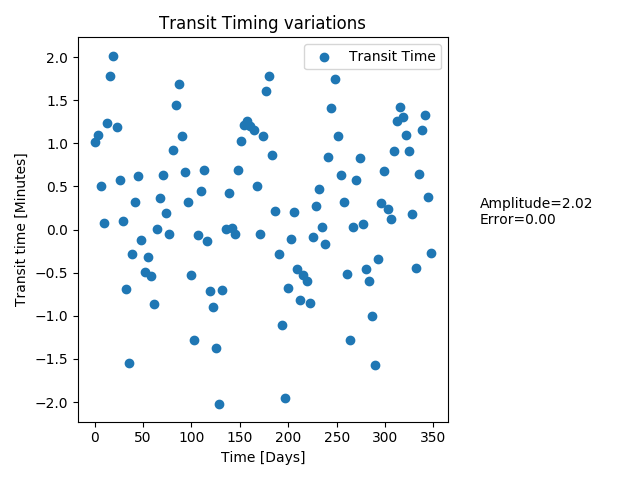 Transit Timing variations
Transit Time
2.0
1.5
1.0
0.5
0.0
−0.5
−1.0
−1.5
−2.0
Transit time [Minutes]
0
50
100
150
200
250
300
350
Time [Days]
Amplitude=2.02
Error=0.00